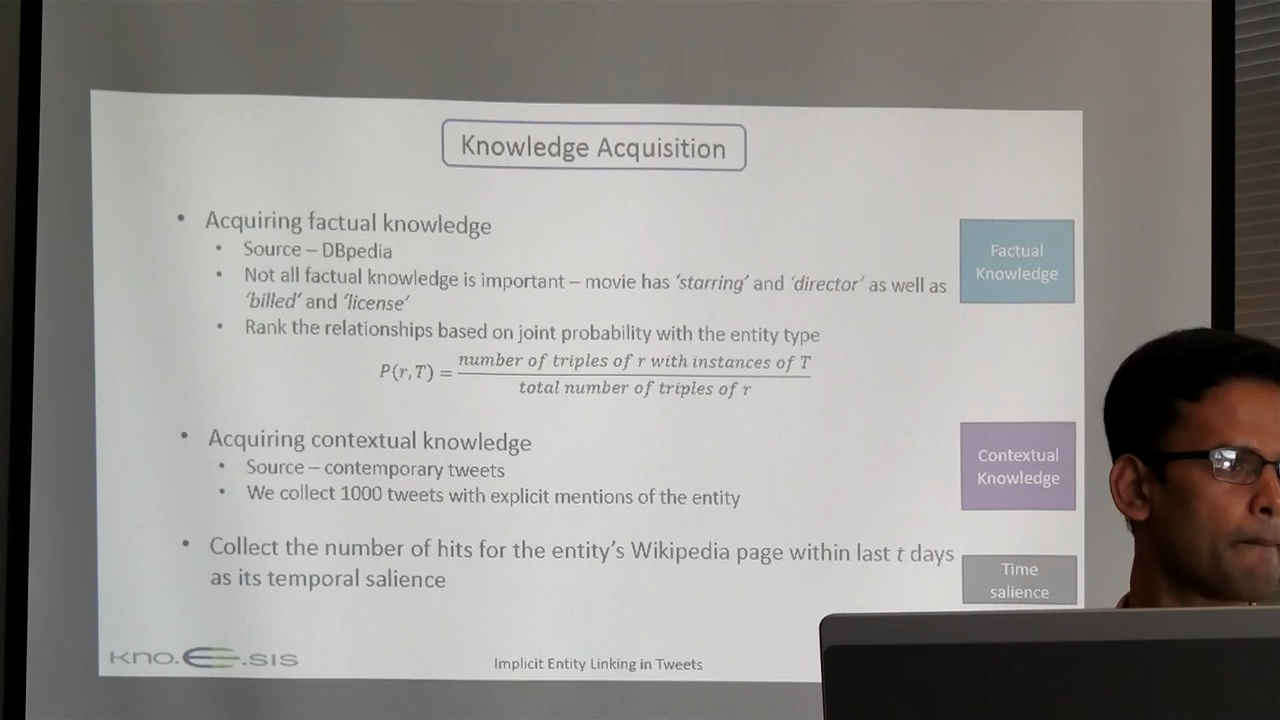 Knowledge Acquisition
• Acquiring factual knowledge
• Source – DBpedia
• Not all factual knowledge is important – movie has 'starring' and 'director' as well as
'billed' and 'license'
• Rank the relationships based on joint probability with the entity type
P(r,T) = number of triples of r with instances of T / total number of triples of r
Factual
Knowledge
• Acquiring contextual knowledge
• Source – contemporary tweets
• We collect 1000 tweets with explicit mentions of the entity
Contextual
Knowledge
• Collect the number of hits for the entity's Wikipedia page within last t days
as its temporal salience
Time
salience
KNO.E.SIS
Implicit Entity Linking in Tweets